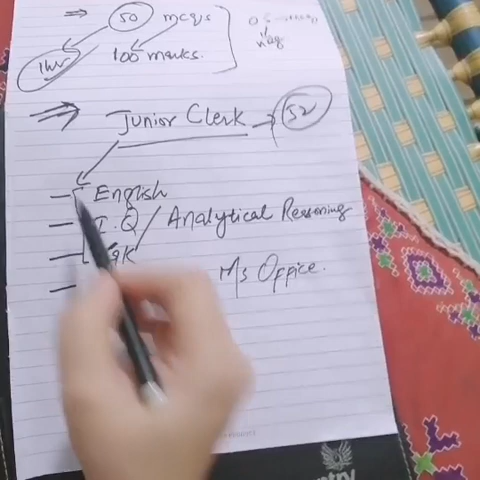 ⇒ 50 mcqs
1hr 100 marks.
⇒ Junior Clerk → 52
– English
– I.Q / Analytical Reasoning
– GK
– Ms Office.